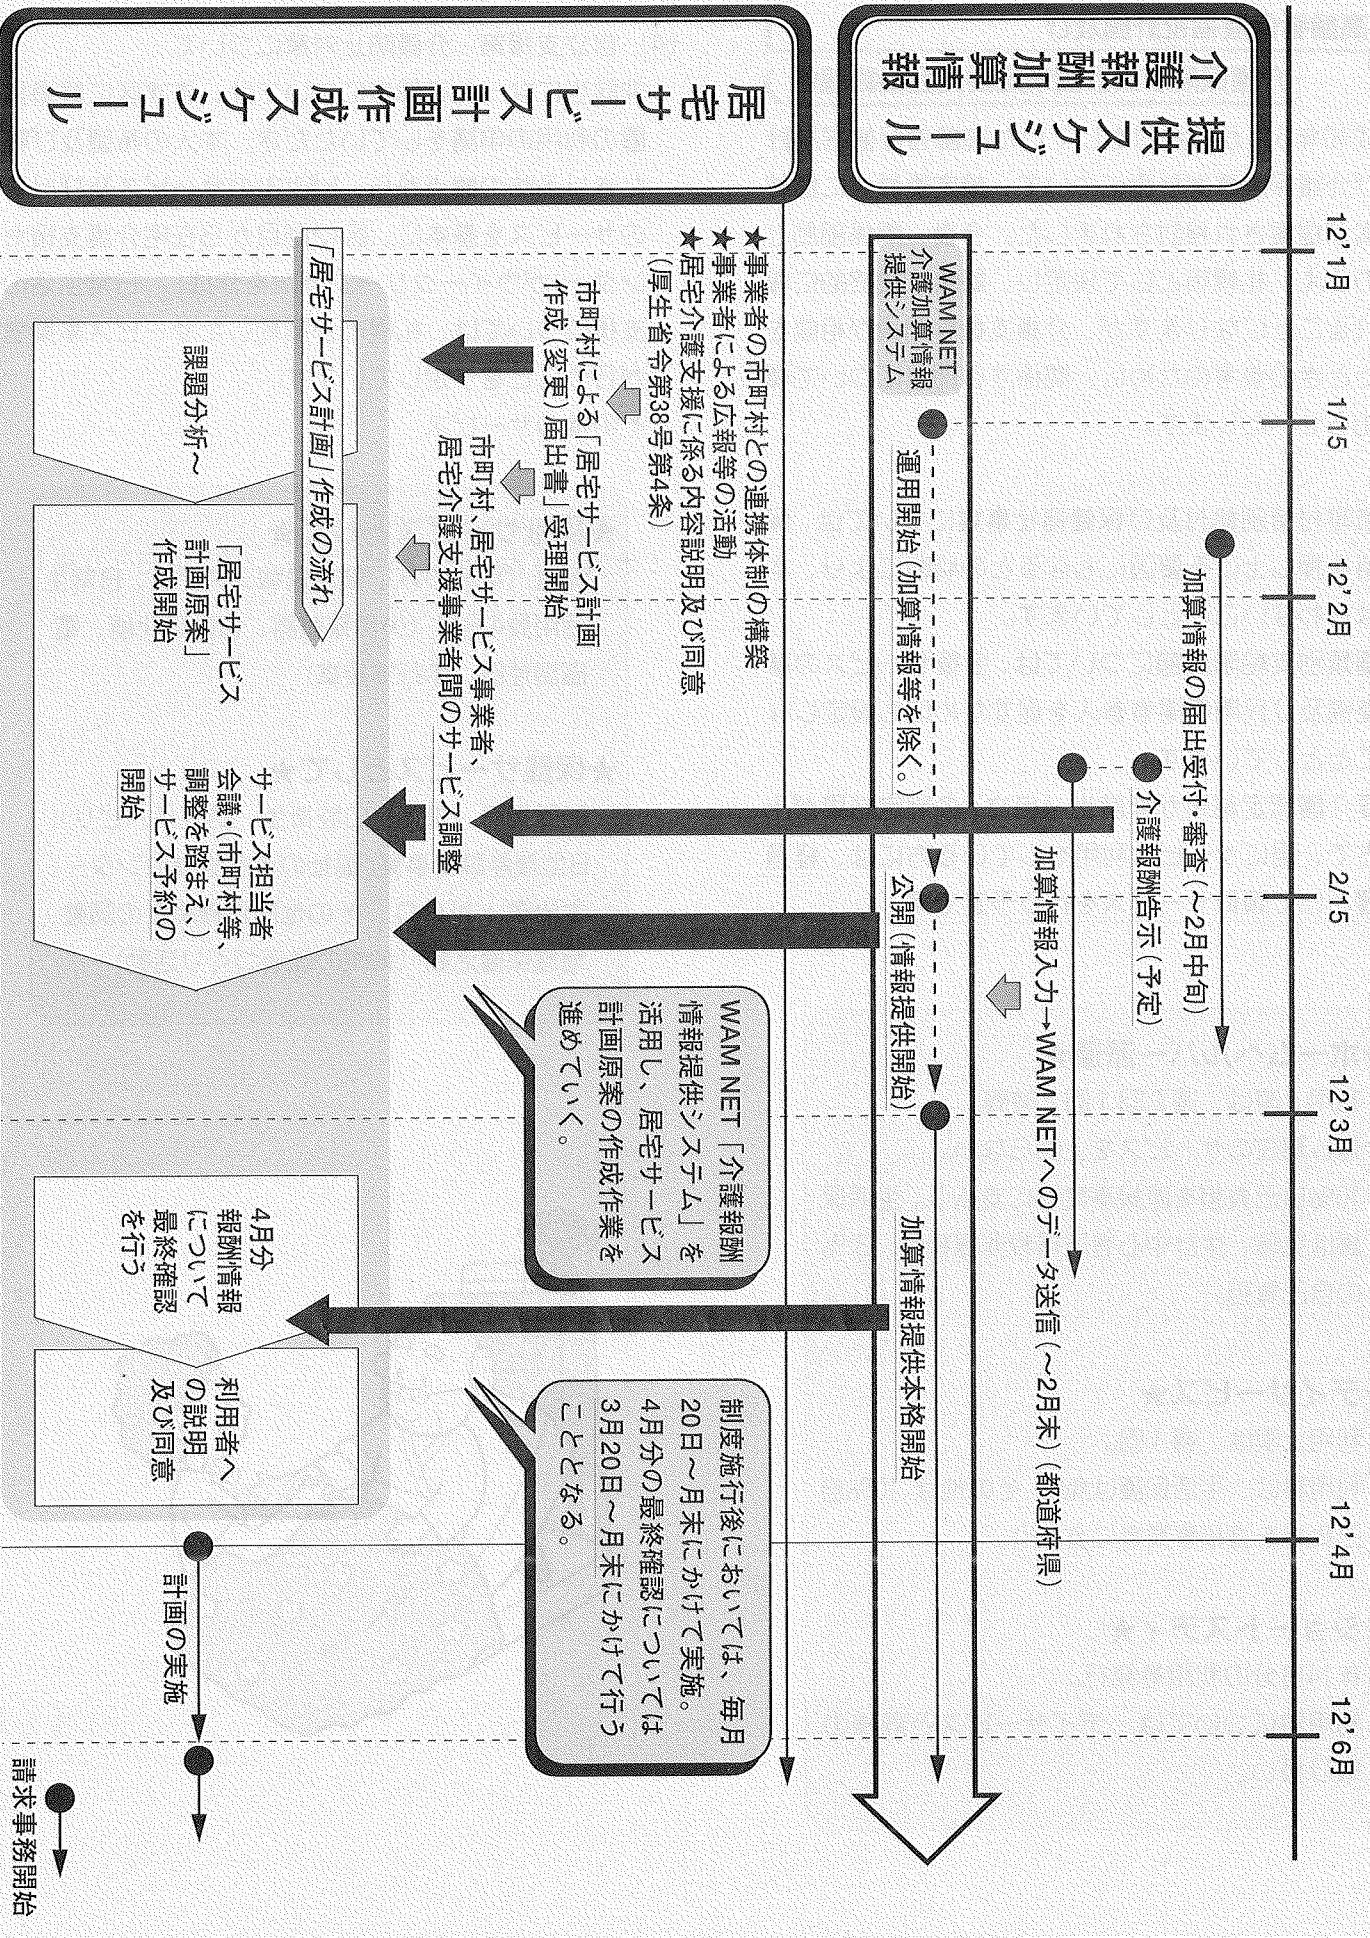 12' 1月
1/15
12' 2月
2/15
12' 3月
12' 4月
12' 6月
介護報酬加算情報
提供スケジュール
加算情報の届出受付・審査(~2月中旬)
介護報酬告示(予定)
加算情報入力→WAM NETへのデータ送信(~2月末)(都道府県)
WAM NET
介護加算情報
提供システム
運用開始(加算情報等を除く。)
公開(情報提供開始)
加算情報提供本格開始
居宅サービス計画作成スケジュール
★事業者の市町村との連携体制の構築
★事業者による広報等の活動
★居宅介護支援に係る内容説明及び同意
(厚生省令第38号第4条)
市町村による「居宅サービス計画
作成(変更)届出書」受理開始
市町村、居宅サービス事業者、
居宅介護支援事業者間のサービス調整
WAM NET「介護報酬
情報提供システム」を
活用し、居宅サービス
計画原案の作成作業を
進めていく。
制度施行後においては、毎月
20日~月末にかけて実施。
4月分の最終確認については
3月20日~月末にかけて行う
こととなる。
「居宅サービス計画」作成の流れ
課題分析~
「居宅サービス
計画原案」
作成開始
サービス担当者
会議・(市町村等、
調整を踏まえ、)
サービス予約の
開始
4月分
報酬情報
について
最終確認
を行う
利用者へ
の説明
及び同意
計画の実施
請求事務開始